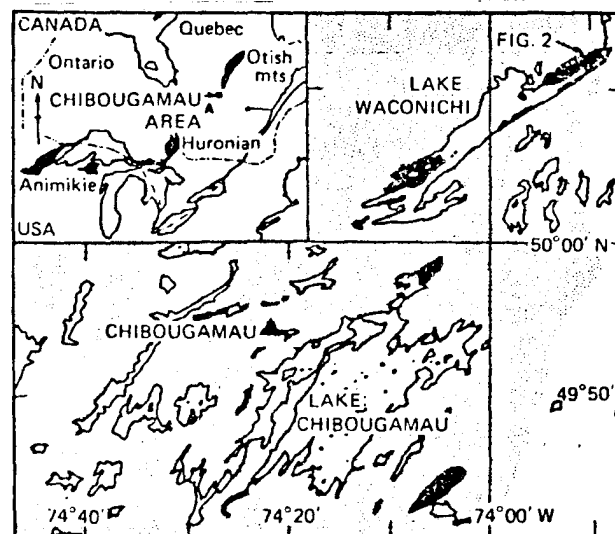 CANADA
Quebec
Otish
mts
Ontario
N
CHIBOUGAMAU
AREA
A
Huronian
Animikie
USA
FIG. 2
LAKE
WACONICHI
50°00' N
CHIBOUGAMAU
49°50'
LAKE
CHIBOUGAMAU
74°40'
74°20'
74°00' W